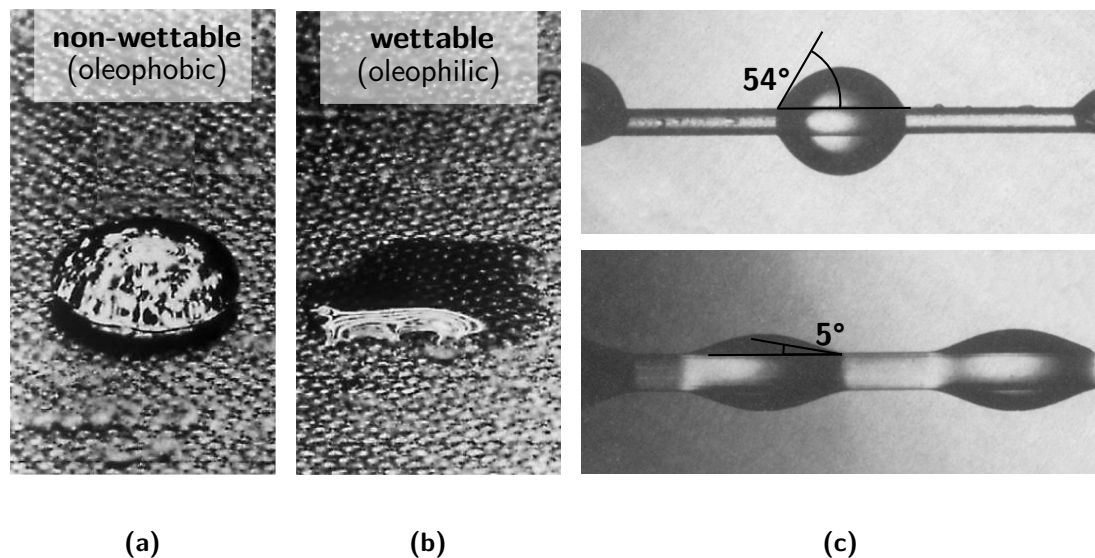 non-wettable
(oleophobic)
wettable
(oleophilic)
54°
5°
(a)
(b)
(c)